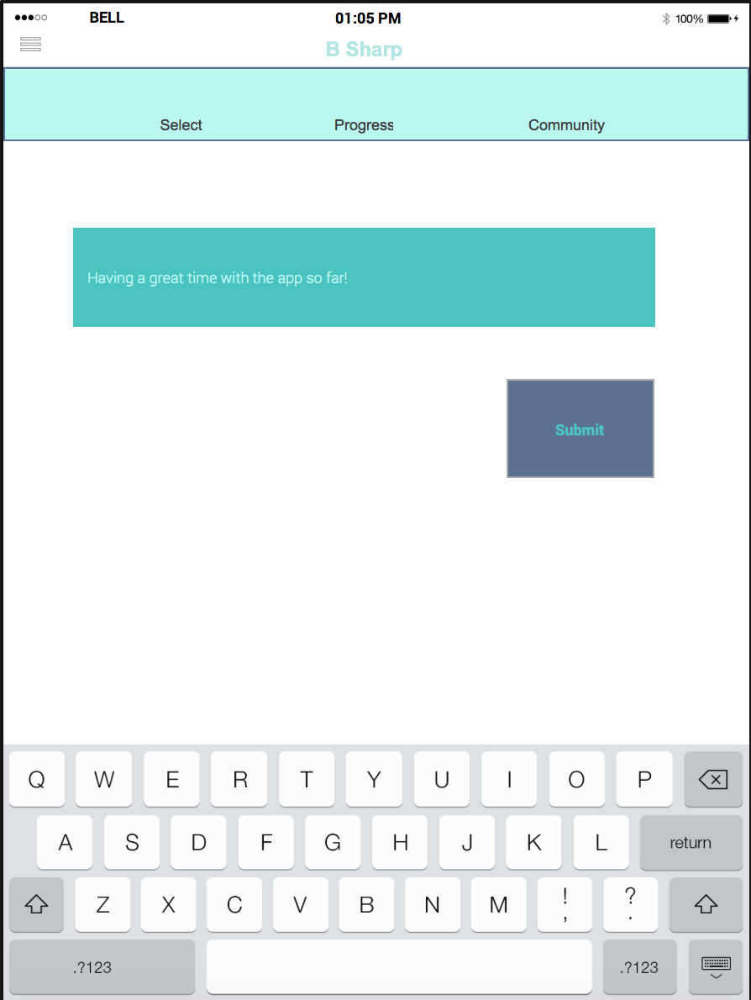 BELL 01:05 PM 100%
B Sharp
Select Progress Community
Having a great time with the app so far!
Submit
Q W E R T Y U I O P
A S D F G H J K L return
Z X C V B N M ! , ? .
.?123 .?123